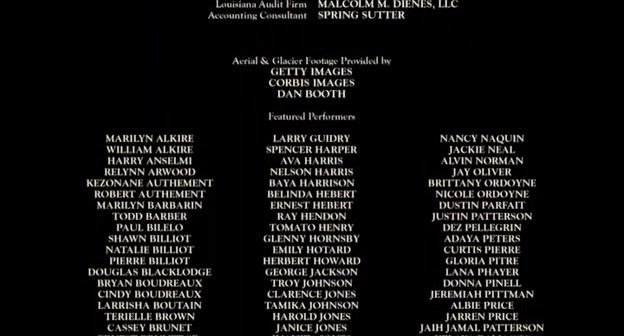 Louisiana Audit Firm MALCOLM M. DIENES, LLC
Accounting Consultant SPRING SUTTER
Aerial & Glacier Footage Provided by
GETTY IMAGES
CORBIS IMAGES
DAN BOOTH
Featured Performers
MARILYN ALKIRE LARRY GUIDRY NANCY NAQUIN
WILLIAM ALKIRE SPENCER HARPER JACKIE NEAL
HARRY ANSELMI AVA HARRIS ALVIN NORMAN
RELYNN ARWOOD NELSON HARRIS JAY OLIVER
KEZONANE AUTHEMENT BAYA HARRISON BRITTANY ORDOYNE
ROBERT AUTHEMENT BELINDA HEBERT NICOLE ORDOYNE
MARILYN BARBARIN ERNEST HEBERT DUSTIN PARFAIT
TODD BARBER RAY HENDON JUSTIN PATTERSON
PAUL BILELO TOMATO HENRY DEZ PELLEGRIN
SHAWN BILLIOT GLENNY HORNSBY ADAYA PETERS
NATALIE BILLIOT EMILY HOTARD CURTIS PIERRE
PIERRE BILLIOT HERBERT HOWARD GLORIA PITRE
DOUGLAS BLACKLODGE GEORGE JACKSON LANA PHAYER
BRYAN BOUDREAUX TROY JOHNSON DONNA PINELL
CINDY BOUDREAUX CLARENCE JONES JEREMIAH PITTMAN
LARRISHA BOUTAIN TAMIKA JOHNSON ALBIE PRICE
TERIELLE BROWN HAROLD JONES JARREN PRICE
CASSEY BRUNET JANICE JONES JAIH JAMAL PATTERSON